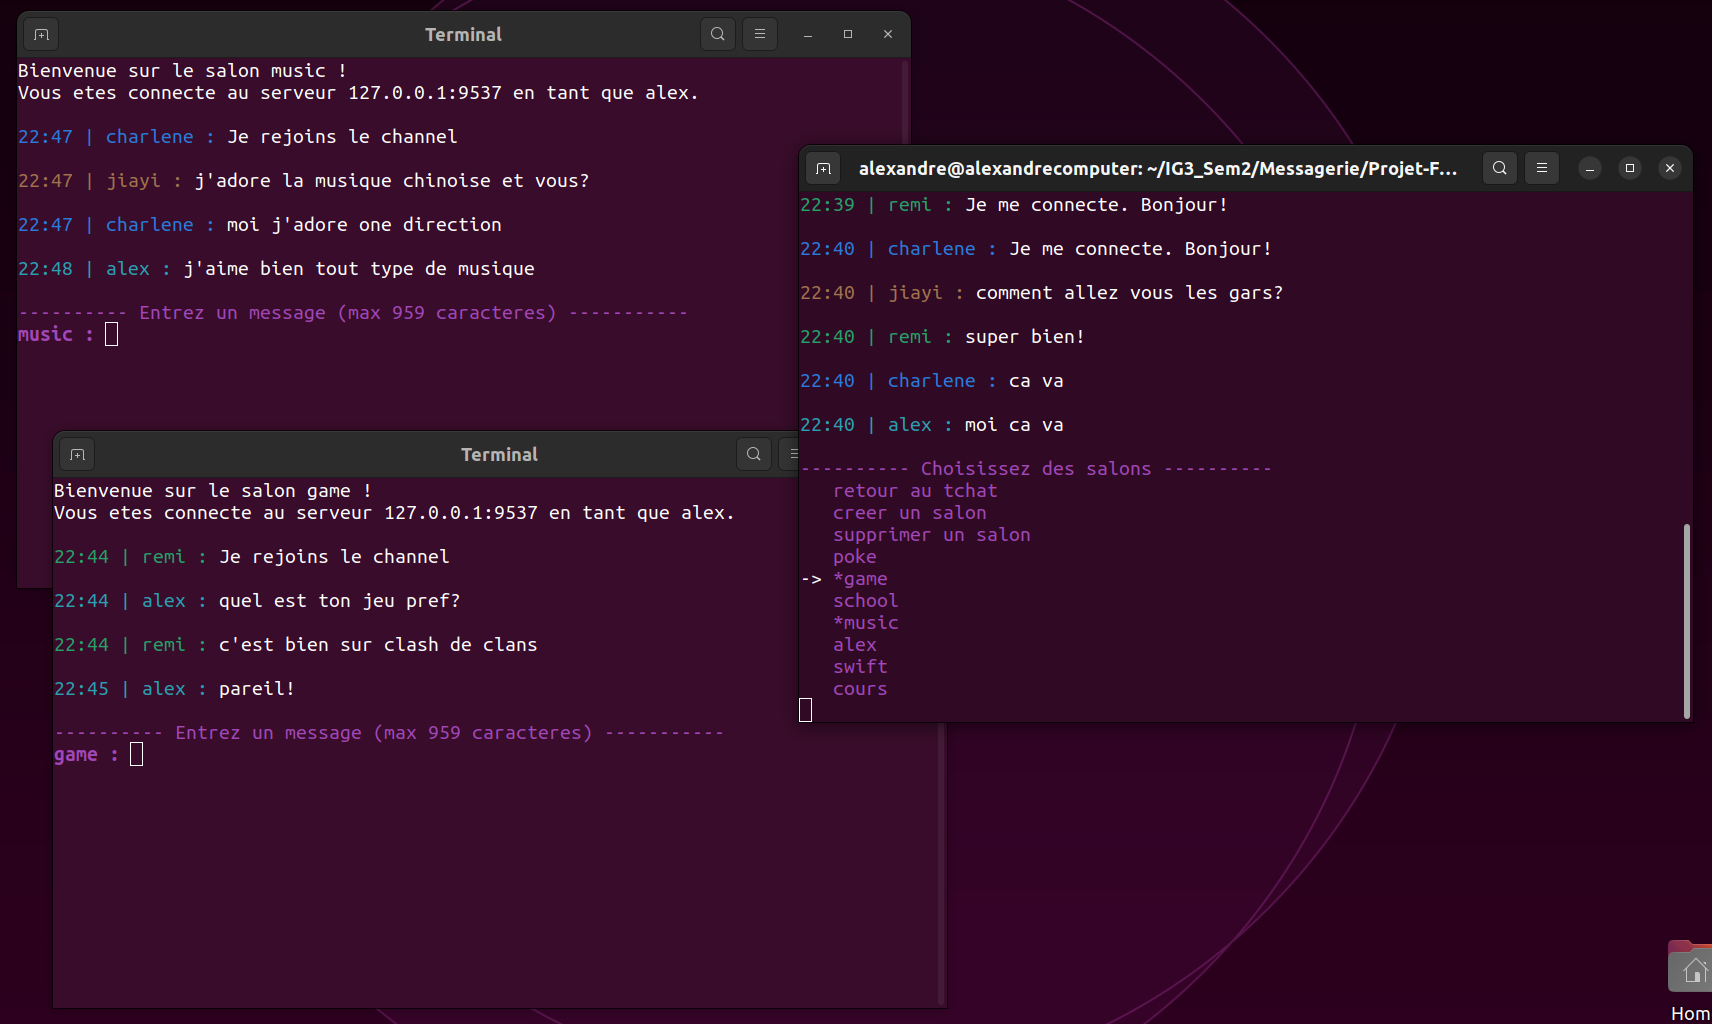 Terminal
Bienvenue sur le salon music !
Vous etes connecte au serveur 127.0.0.1:9537 en tant que alex.
22:47 | charlene : Je rejoins le channel
22:47 | jiayi : j'adore la musique chinoise et vous?
22:47 | charlene : moi j'adore one direction
22:48 | alex : j'aime bien tout type de musique
---------- Entrez un message (max 959 caracteres) -----------
music :
Terminal
Bienvenue sur le salon game !
Vous etes connecte au serveur 127.0.0.1:9537 en tant que alex.
22:44 | remi : Je rejoins le channel
22:44 | alex : quel est ton jeu pref?
22:44 | remi : c'est bien sur clash de clans
22:45 | alex : pareil!
---------- Entrez un message (max 959 caracteres) -----------
game :
alexandre@alexandrecomputer: ~/IG3_Sem2/Messagerie/Projet-F...
22:39 | remi : Je me connecte. Bonjour!
22:40 | charlene : Je me connecte. Bonjour!
22:40 | jiayi : comment allez vous les gars?
22:40 | remi : super bien!
22:40 | charlene : ca va
22:40 | alex : moi ca va
---------- Choisissez des salons ----------
retour au tchat
creer un salon
supprimer un salon
poke
-> *game
school
*music
alex
swift
cours
Hom